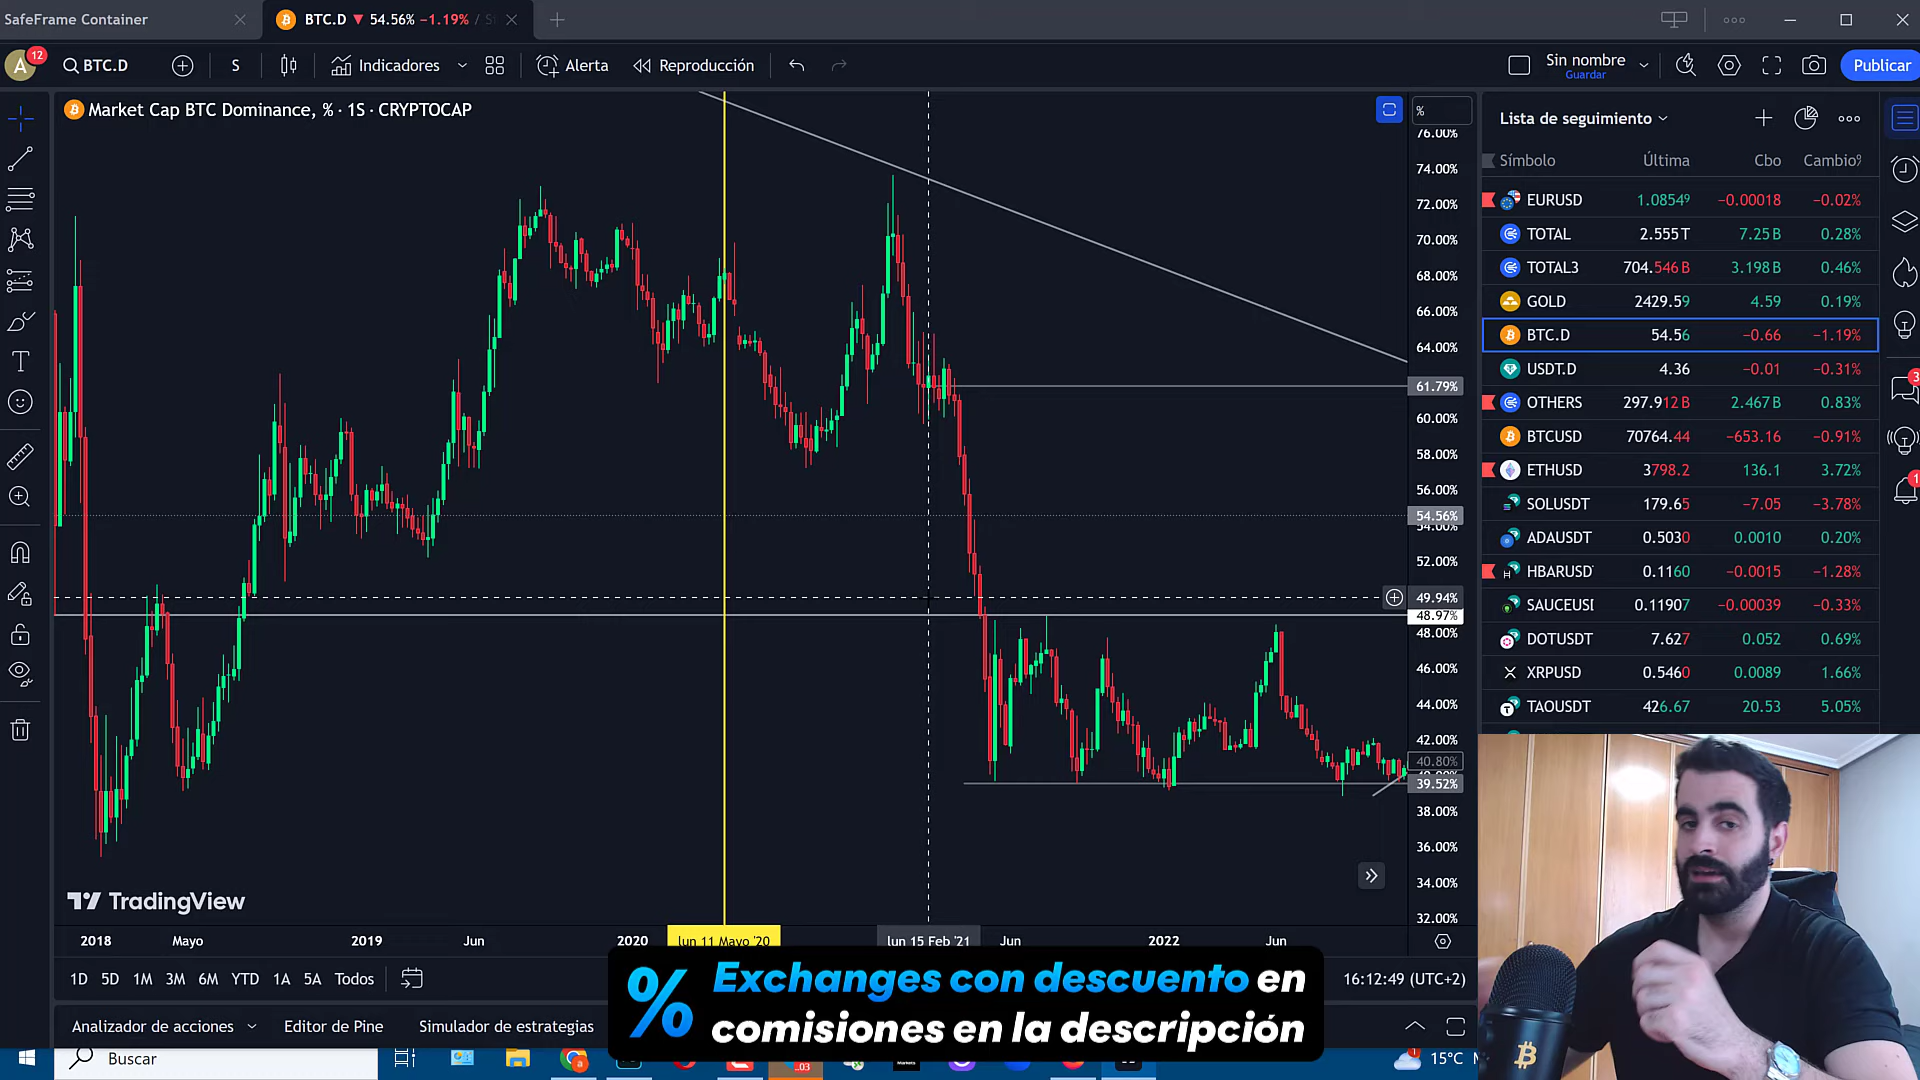 SafeFrame Container
BTC.D ▼ 54.56% −1.19% / S
A 12
BTC.D
S
Indicadores
Alerta
Reproducción
Sin nombre
Guardar
Publicar
Market Cap BTC Dominance, % · 1S · CRYPTOCAP
%
76.00%
74.00%
72.00%
70.00%
68.00%
66.00%
64.00%
61.79%
60.00%
58.00%
56.00%
54.56%
54.00%
52.00%
49.94%
48.97%
48.00%
46.00%
44.00%
42.00%
40.80%
39.52%
38.00%
36.00%
34.00%
32.00%
Lista de seguimiento
Símbolo Última Cbo Cambio%
EURUSD 1.08549 −0.00018 −0.02%
TOTAL 2.555 T 7.25 B 0.28%
TOTAL3 704.546 B 3.198 B 0.46%
GOLD 2429.59 4.59 0.19%
BTC.D 54.56 −0.66 −1.19%
USDT.D 4.36 −0.01 −0.31%
OTHERS 297.912 B 2.467 B 0.83%
BTCUSD 70764.44 −653.16 −0.91%
ETHUSD 3798.2 136.1 3.72%
SOLUSDT 179.65 −7.05 −3.78%
ADAUSDT 0.5030 0.0010 0.20%
HBARUSD 0.1160 −0.0015 −1.28%
SAUCEUSI 0.11907 −0.00039 −0.33%
DOTUSDT 7.627 0.052 0.69%
XRPUSD 0.5460 0.0089 1.66%
TAOUSDT 426.67 20.53 5.05%
3
1
TradingView
2018 Mayo 2019 Jun 2020 lun 11 Mayo '20 lun 15 Feb '21 Jun 2022 Jun
1D 5D 1M 3M 6M YTD 1A 5A Todos
16:12:49 (UTC+2)
% Exchanges con descuento en
comisiones en la descripción
Analizador de acciones
Editor de Pine
Simulador de estrategias
Buscar
15°C